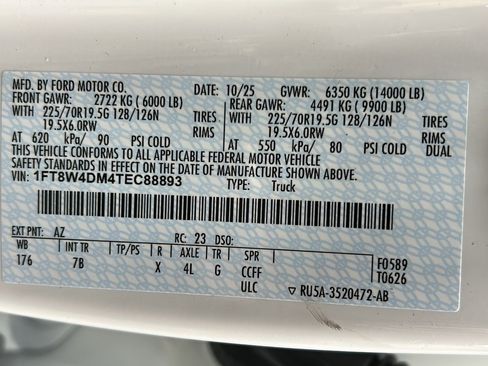 MFD. BY FORD MOTOR CO. DATE: 10/25 GVWR: 6350 KG (14000 LB)
FRONT GAWR: 2722 KG (6000 LB) REAR GAWR: 4491 KG (9900 LB)
WITH 225/70R19.5G 128/126N TIRES WITH 225/70R19.5G 128/126N TIRES
19.5X6.0RW RIMS 19.5X6.0RW RIMS
AT 620 kPa/ 90 PSI COLD AT 550 kPa/ 80 PSI COLD DUAL
THIS VEHICLE CONFORMS TO ALL APPLICABLE FEDERAL MOTOR VEHICLE
SAFETY STANDARDS IN EFFECT ON THE DATE OF MANUFACTURE SHOWN ABOVE.
VIN: 1FT8W4DM4TEC88893 TYPE: Truck
EXT PNT: AZ RC: 23 DSO:
WB INT TR TP/PS R AXLE TR SPR F0589
176 7B X 4L G CCFF T0626
ULC ▽ RU5A-3520472-AB